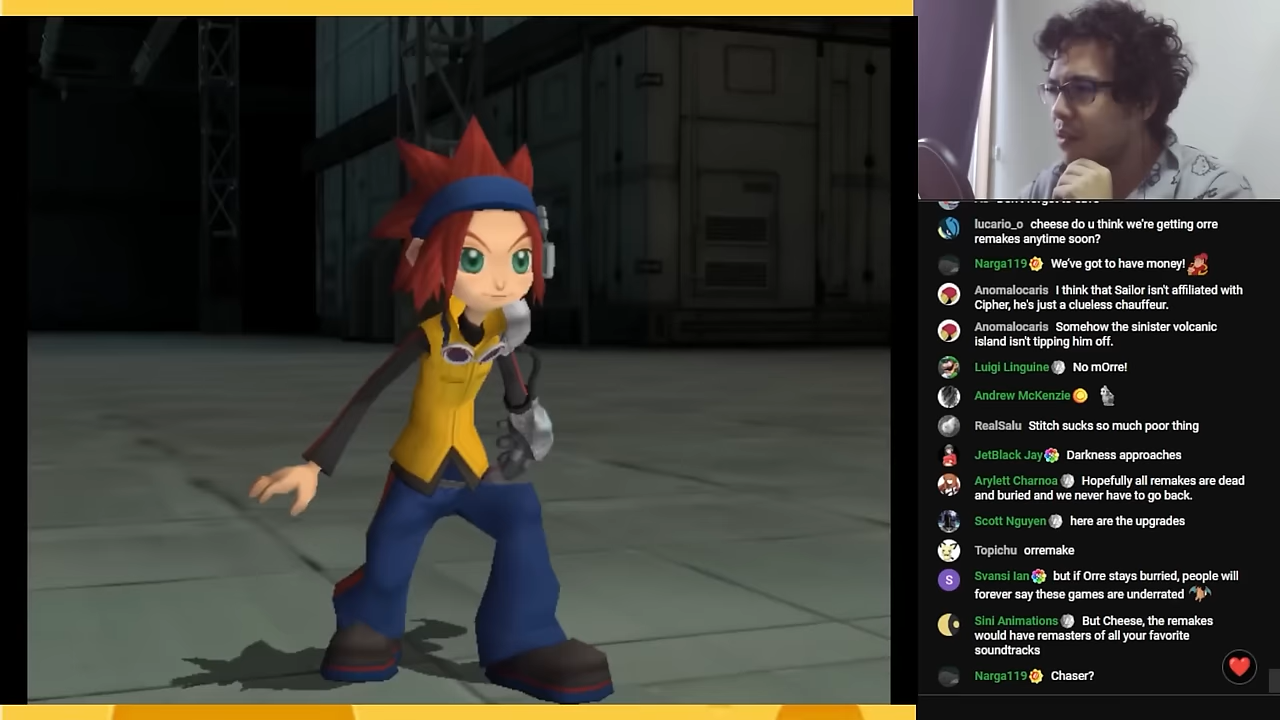 lucario_o cheese do u think we're getting orre
remakes anytime soon?
Narga119 We've got to have money!
Anomalocaris I think that Sailor isn't affiliated with
Cipher, he's just a clueless chauffeur.
Anomalocaris Somehow the sinister volcanic
island isn't tipping him off.
Luigi Linguine No mOrre!
Andrew McKenzie
RealSalu Stitch sucks so much poor thing
JetBlack Jay Darkness approaches
Arylett Charnoa Hopefully all remakes are dead
and buried and we never have to go back.
Scott Nguyen here are the upgrades
Topichu orremake
S
Svansi Ian but if Orre stays burried, people will
forever say these games are underrated
Sini Animations But Cheese, the remakes
would have remasters of all your favorite
soundtracks
Narga119 Chaser?